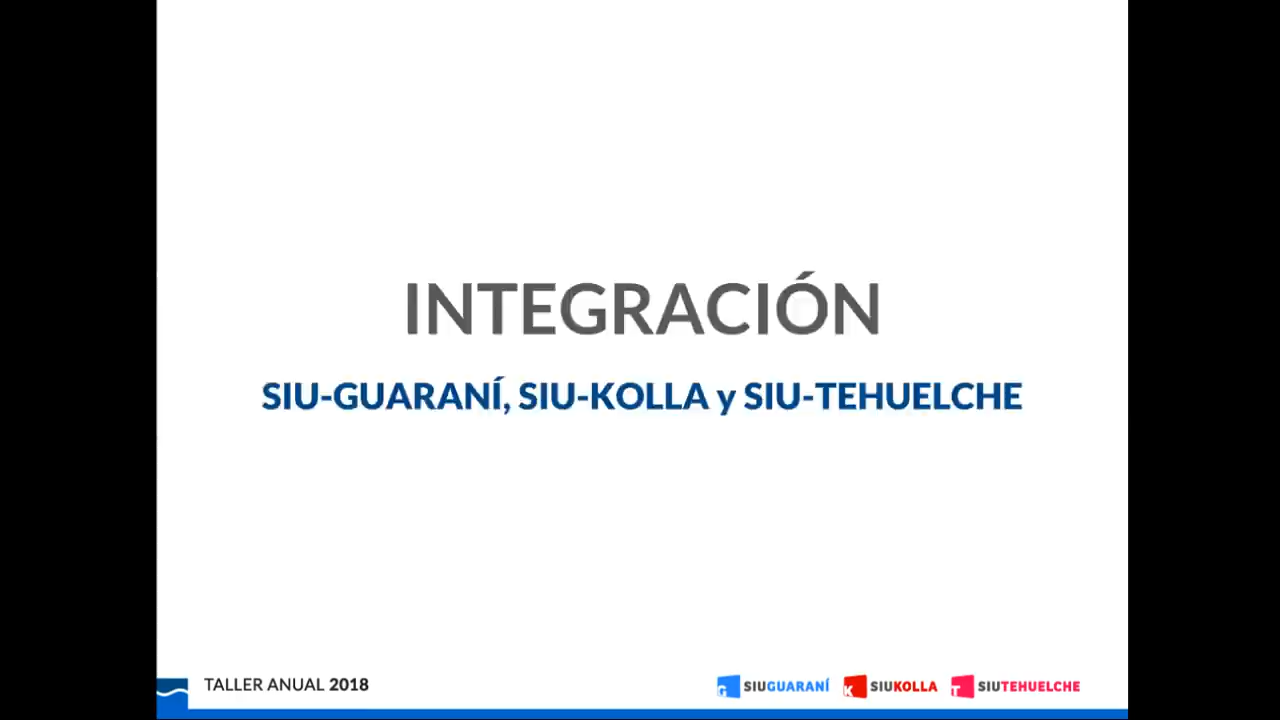 INTEGRACIÓN
SIU-GUARANÍ, SIU-KOLLA y SIU-TEHUELCHE
TALLER ANUAL 2018
G SIUGUARANÍ K SIUKOLLA T SIUTEHUELCHE